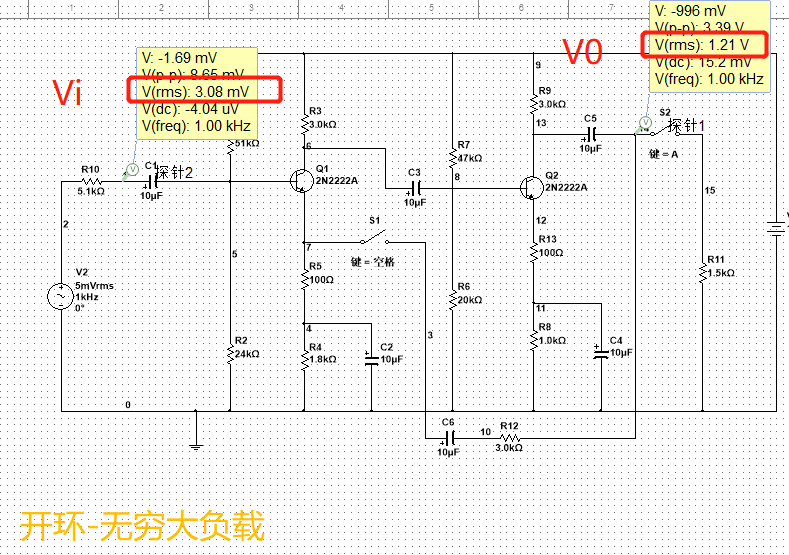 1
2
3
4
5
6
7
V: -996 mV
V(p-p): 3.39 V
V(rms): 1.21 V
V(dc): 15.2 mV
V(freq): 1.00 kHz
V0
Vi
V: -1.69 mV
V(p-p): 8.65 mV
V(rms): 3.08 mV
V(dc): -4.04 uV
V(freq): 1.00 kHz
9
R9
3.0kΩ
R3
3.0kΩ
13
C5
10µF
S2
探针1
键 = A
V
51kΩ
6
R7
47kΩ
R10
5.1kΩ
V
C1
探针2
10µF
Q1
2N2222A
C3
10µF
8
Q2
2N2222A
15
2
S1
键 = 空格
7
12
5
R5
100Ω
R13
100Ω
R11
1.5kΩ
V2
5mVrms
1kHz
0°
R6
20kΩ
4
11
3
R2
24kΩ
R4
1.8kΩ
C2
10µF
R8
1.0kΩ
C4
10µF
0
C6
10µF
10
R12
3.0kΩ
开环-无穷大负载